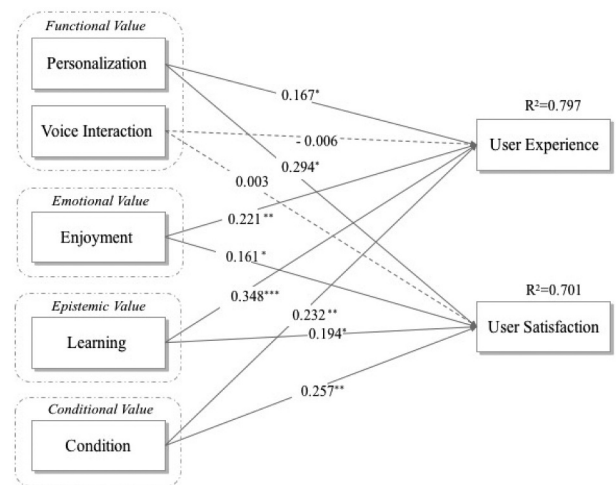 Functional Value
Personalization
Voice Interaction
Emotional Value
Enjoyment
Epistemic Value
Learning
Conditional Value
Condition
0.167*
- 0.006
0.294*
0.003
0.221**
0.161*
0.348***
0.232**
0.194*
0.257**
R²=0.797
User Experience
R²=0.701
User Satisfaction